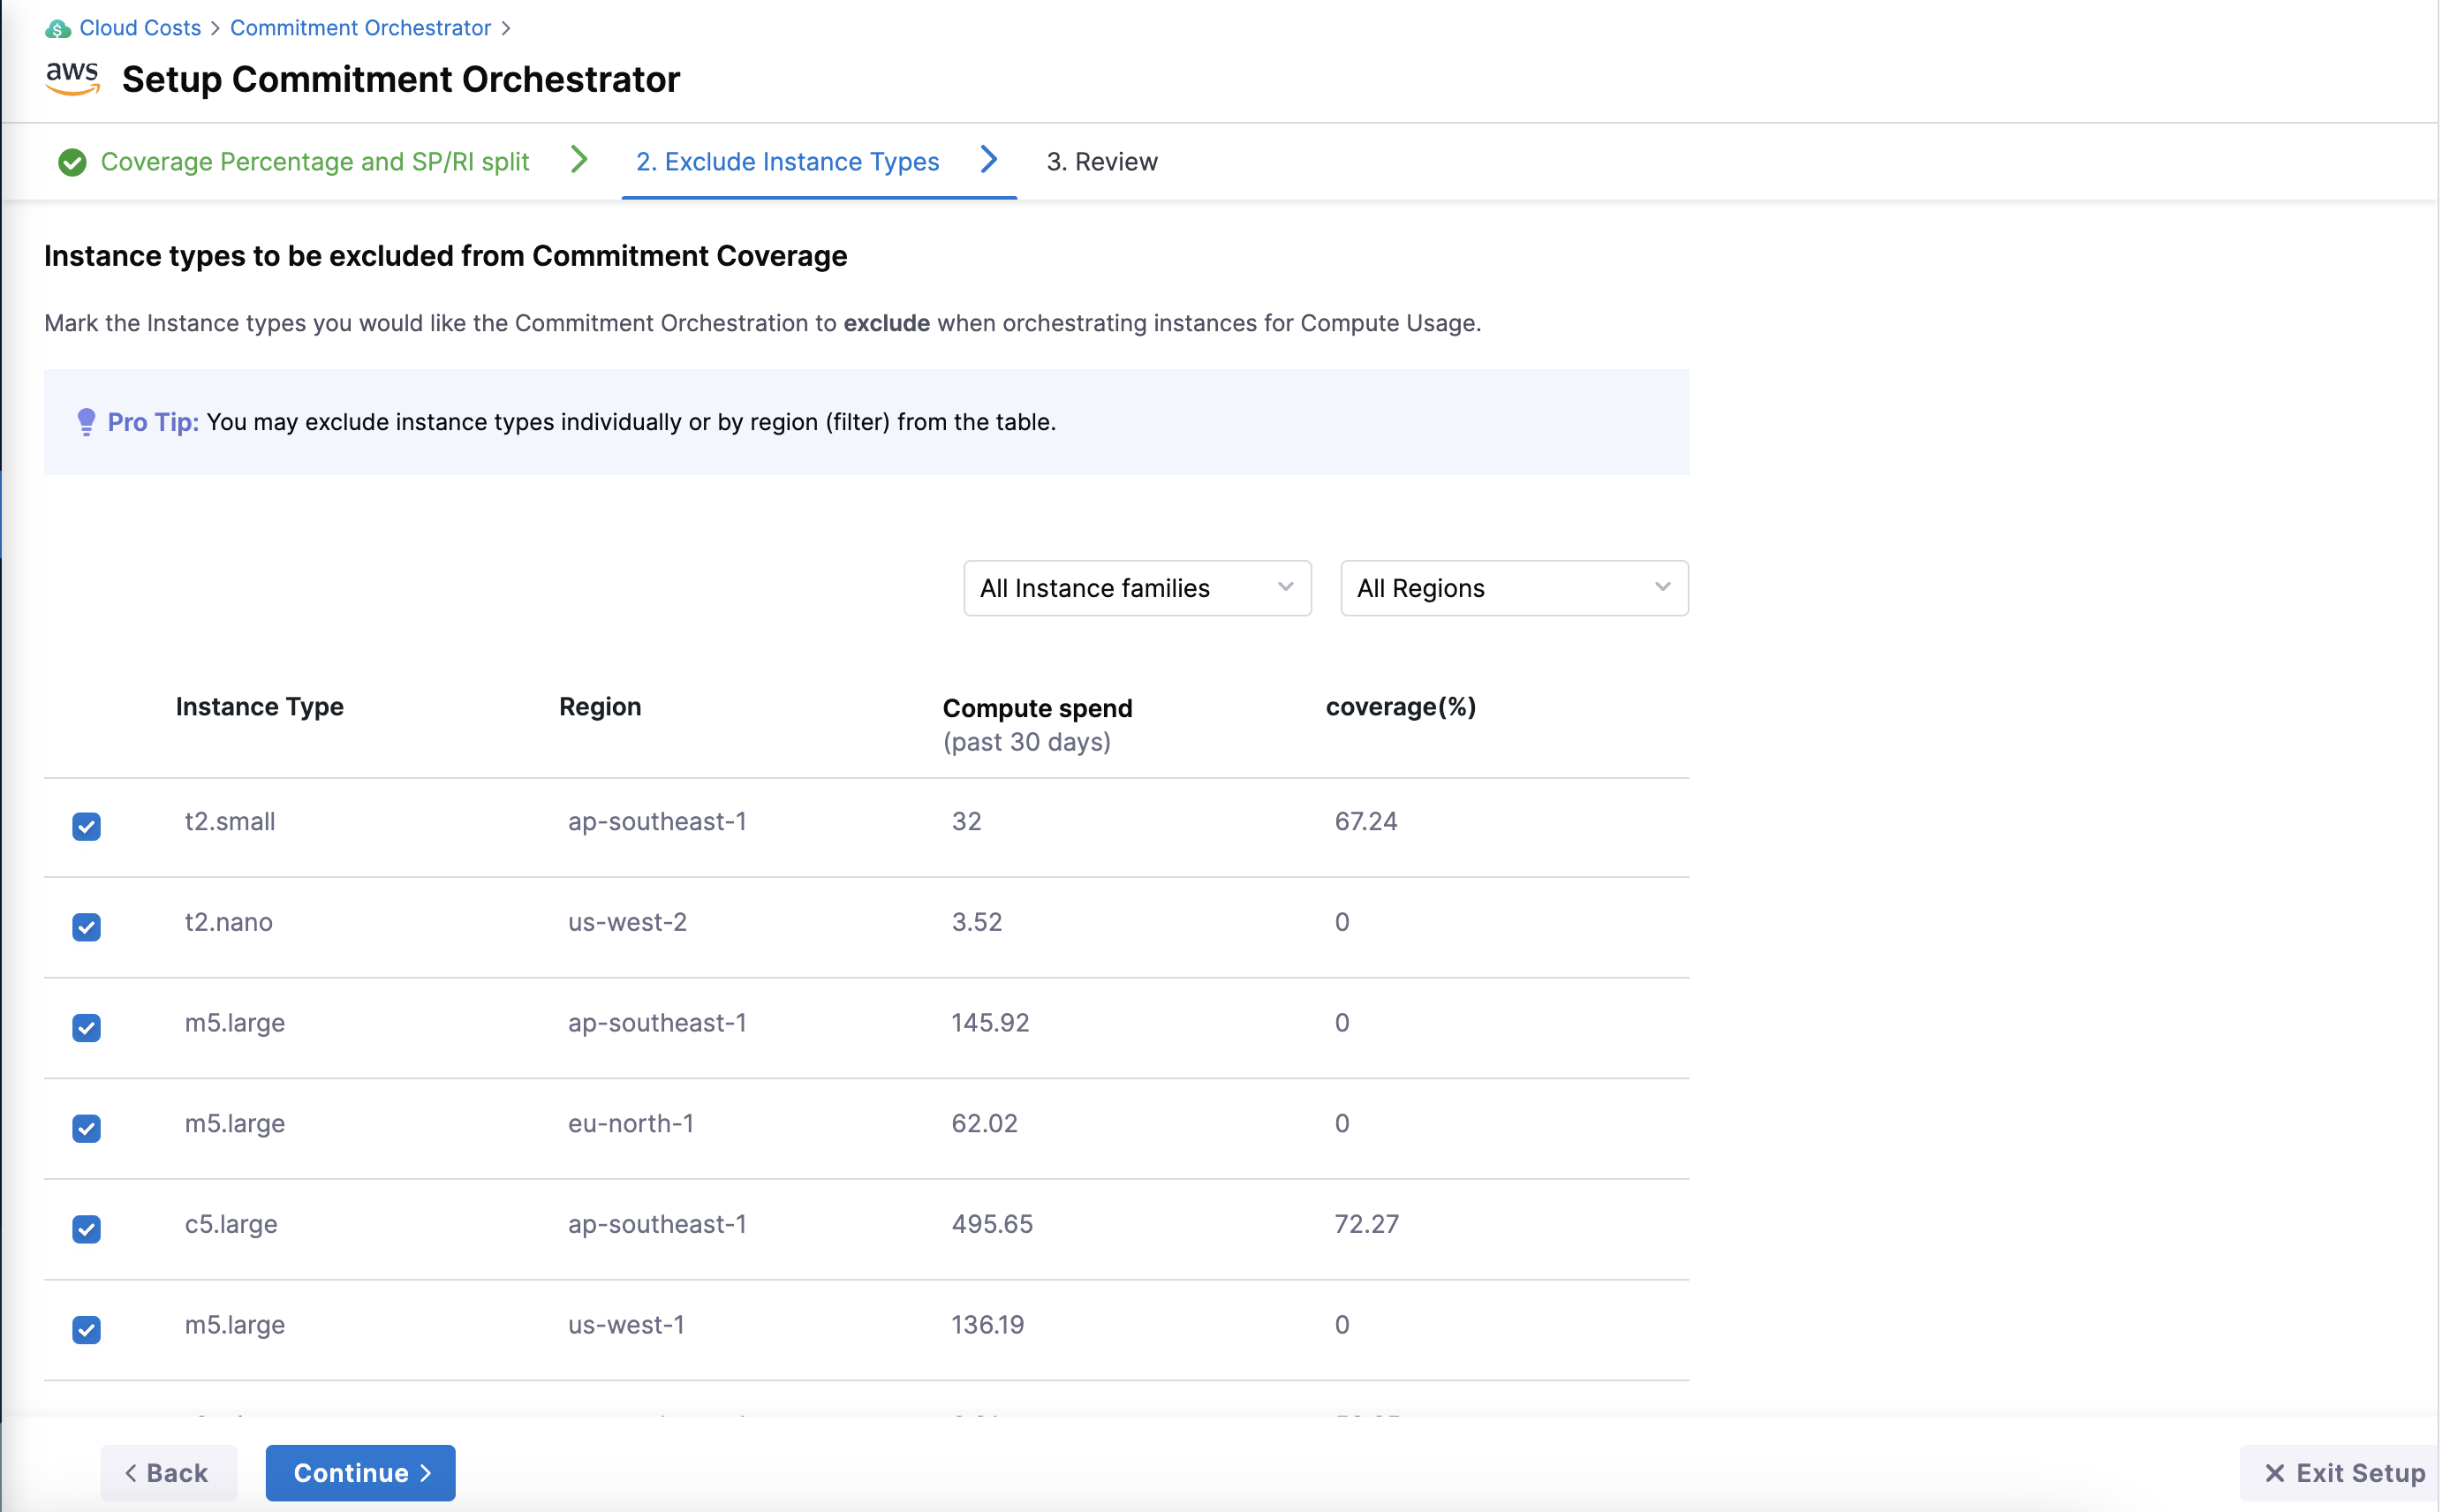 Cloud Costs > Commitment Orchestrator >
aws Setup Commitment Orchestrator
Coverage Percentage and SP/RI split > 2. Exclude Instance Types > 3. Review
Instance types to be excluded from Commitment Coverage
Mark the Instance types you would like the Commitment Orchestration to exclude when orchestrating instances for Compute Usage.
Pro Tip: You may exclude instance types individually or by region (filter) from the table.
All Instance families All Regions
Instance Type Region Compute spend coverage(%)
(past 30 days)
t2.small ap-southeast-1 32 67.24
t2.nano us-west-2 3.52 0
m5.large ap-southeast-1 145.92 0
m5.large eu-north-1 62.02 0
c5.large ap-southeast-1 495.65 72.27
m5.large us-west-1 136.19 0
< Back Continue > × Exit Setup